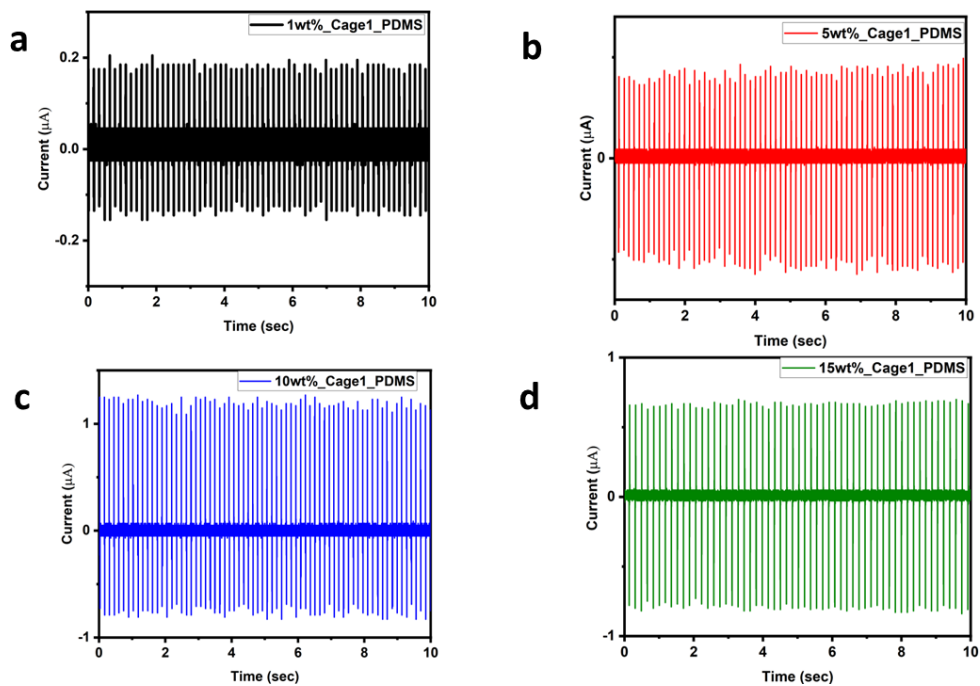 a
1wt%_Cage1_PDMS
0.2
0.0
-0.2
Current (μA)
0 2 4 6 8 10
Time (sec)
b
5wt%_Cage1_PDMS
0
Current (μA)
0 2 4 6 8 10
Time (sec)
c
10wt%_Cage1_PDMS
1
0
-1
Current (μA)
0 2 4 6 8 10
Time (sec)
d
15wt%_Cage1_PDMS
1
0
-1
Current (μA)
0 2 4 6 8 10
Time (sec)